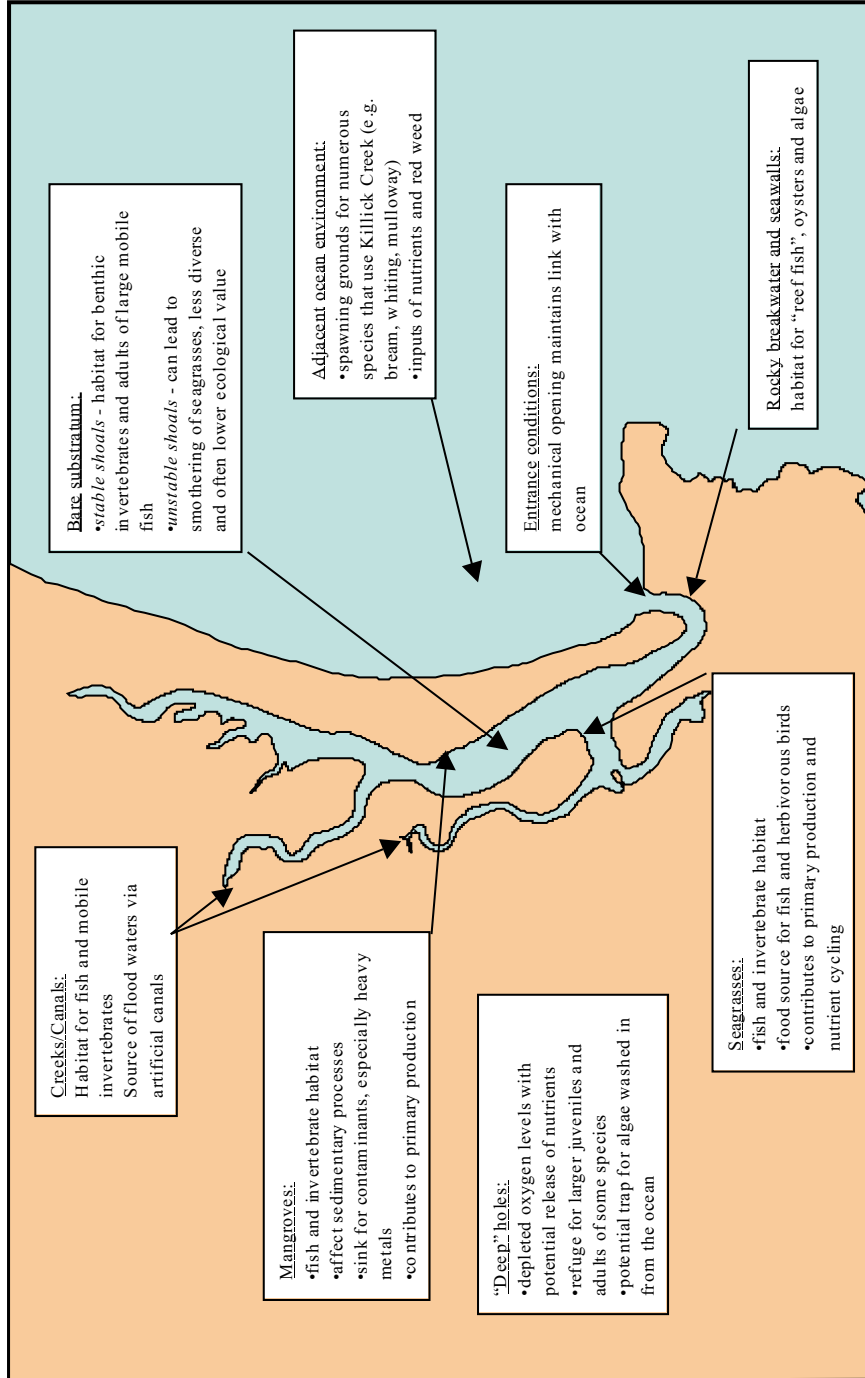 Creeks/Canals:
Habitat for fish and mobile
invertebrates
Source of flood waters via
artificial canals
Bare substratum:
•stable shoals - habitat for benthic
invertebrates and adults of large mobile
fish
•unstable shoals - can lead to
smothering of seagrasses, less diverse
and often lower ecological value
Mangroves:
•fish and invertebrate habitat
•affect sedimentary processes
•sink for contaminants, especially heavy
metals
•contributes to primary production
Adjacent ocean environment:
•spawning grounds for numerous
species that use Killick Creek (e.g.
bream, whiting, mulloway)
•inputs of nutrients and red weed
“Deep” holes:
•depleted oxygen levels with
potential release of nutrients
•refuge for larger juveniles and
adults of some species
•potential trap for algae washed in
from the ocean
Entrance conditions:
mechanical opening maintains link with
ocean
Seagrasses:
•fish and invertebrate habitat
•food source for fish and herbivorous birds
•contributes to primary production and
nutrient cycling
Rocky breakwater and seawalls:
habitat for “reef fish”, oysters and algae